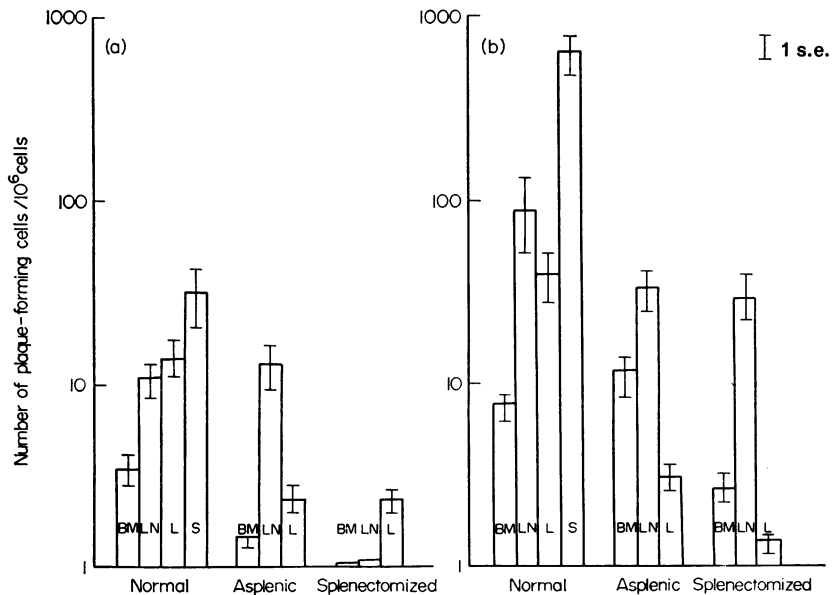 Number of plaque-forming cells/10⁶cells
(a)
1000
100
10
1
BM LN L S
BM LN L
BM LN L
Normal Asplenic Splenectomized
(b)
1 s.e.
1000
100
10
1
BM LN L S
BM LN L
BM LN L
Normal Asplenic Splenectomized